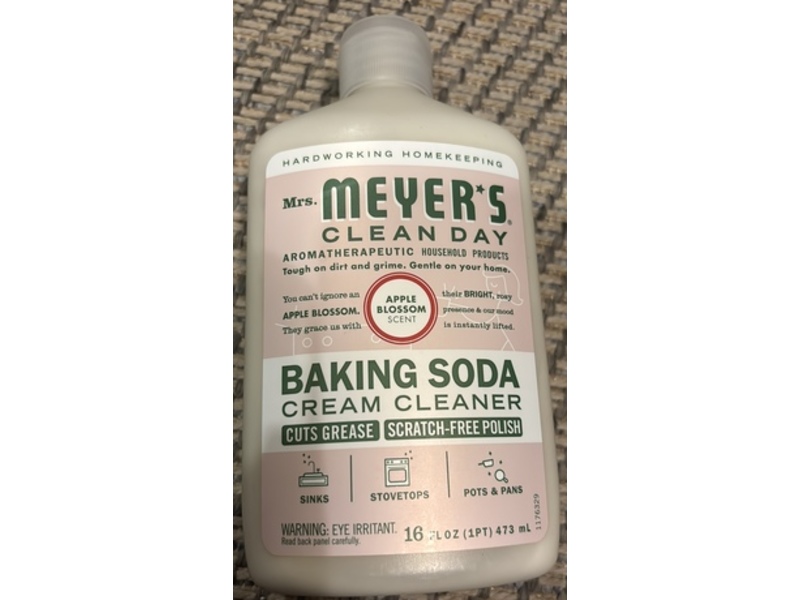 HARDWORKING HOMEKEEPING
Mrs. MEYER'S®
CLEAN DAY
AROMATHERAPEUTIC HOUSEHOLD PRODUCTS
Tough on dirt and grime. Gentle on your home.
You can't ignore an
APPLE BLOSSOM.
They grace us with
APPLE
BLOSSOM
SCENT
their BRIGHT, rosy
presence & our mood
is instantly lifted.
BAKING SODA
CREAM CLEANER
CUTS GREASE SCRATCH-FREE POLISH
SINKS STOVETOPS POTS & PANS
WARNING: EYE IRRITANT.
Read back panel carefully.
16 FL OZ (1PT) 473 mL
1176329